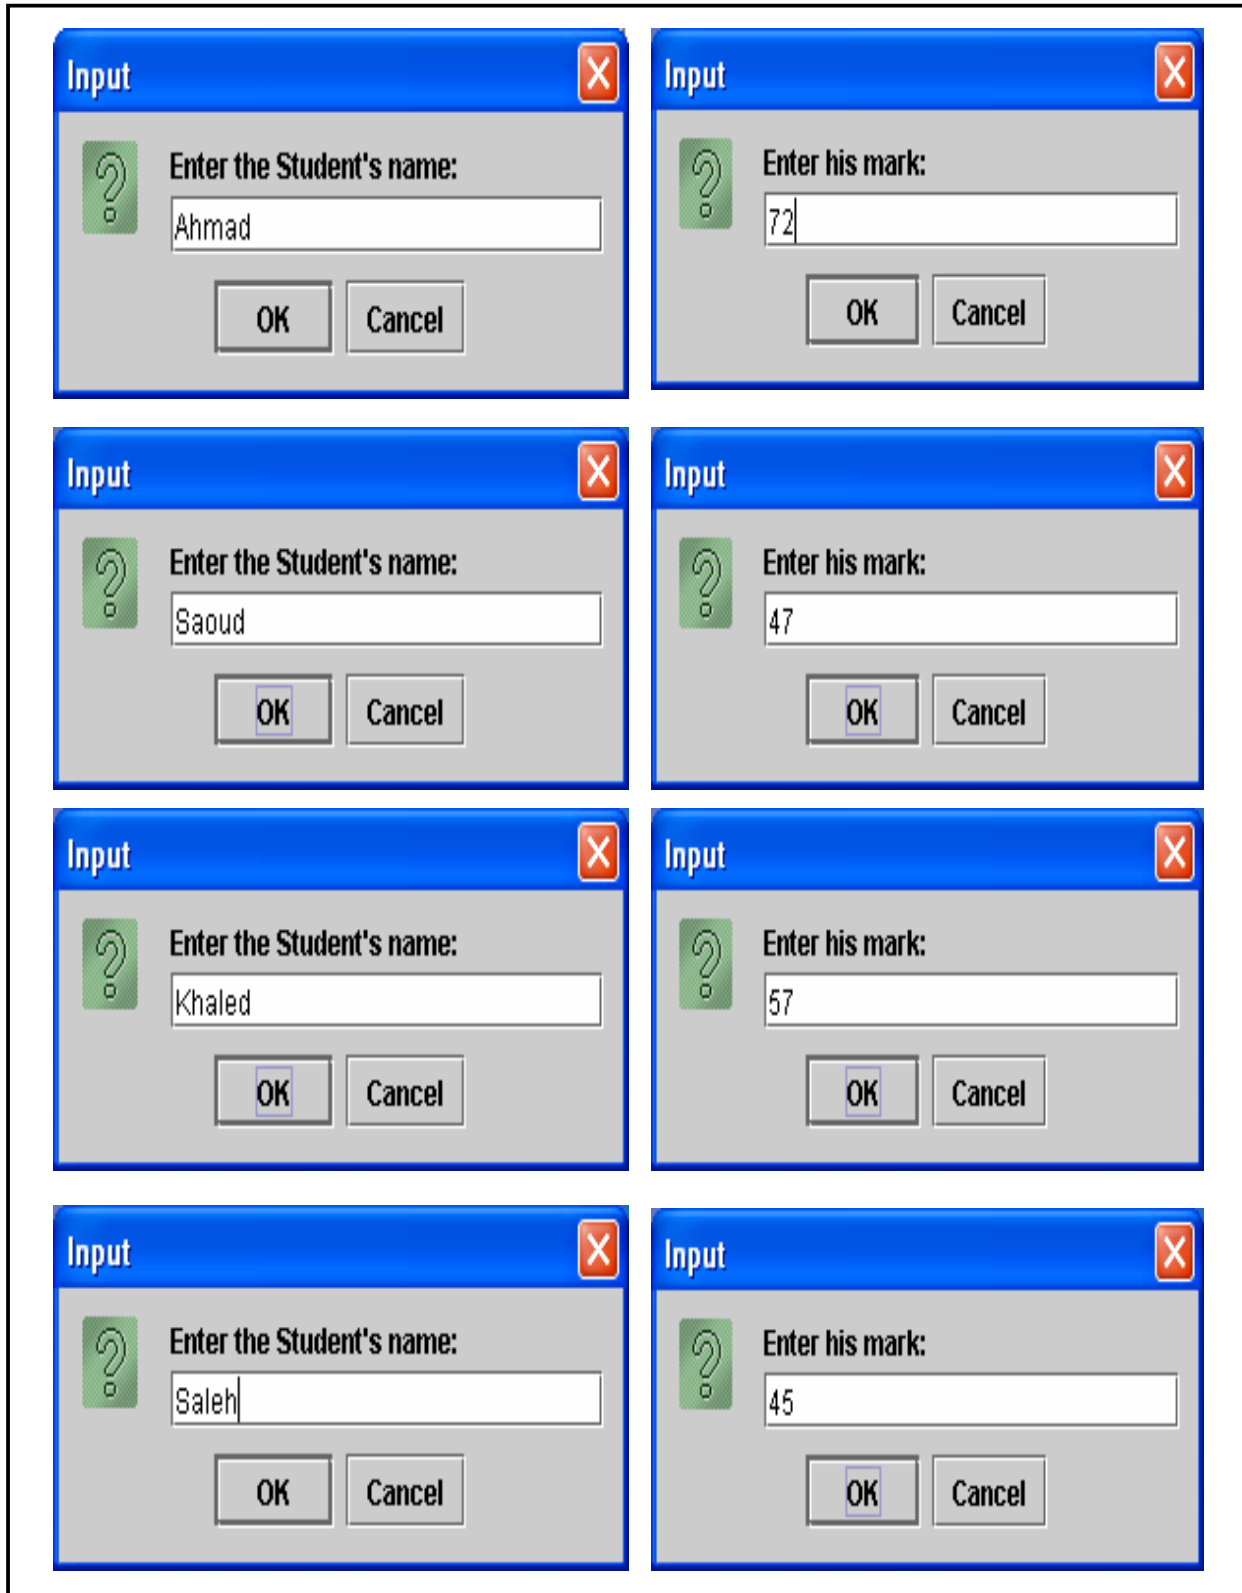 Input
Enter the Student's name:
Ahmad
OK Cancel
Input
Enter his mark:
72
OK Cancel
Input
Enter the Student's name:
Saoud
OK Cancel
Input
Enter his mark:
47
OK Cancel
Input
Enter the Student's name:
Khaled
OK Cancel
Input
Enter his mark:
57
OK Cancel
Input
Enter the Student's name:
Saleh
OK Cancel
Input
Enter his mark:
45
OK Cancel